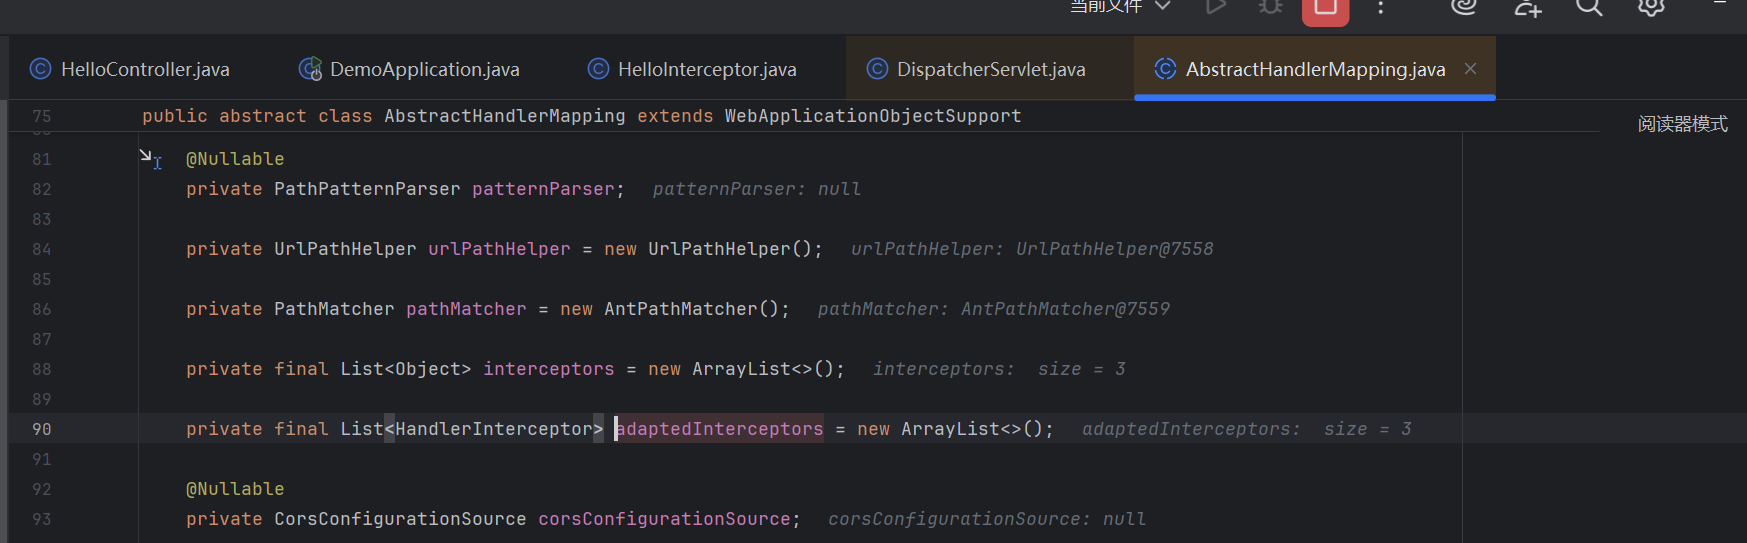 当前文件
HelloController.java DemoApplication.java HelloInterceptor.java DispatcherServlet.java AbstractHandlerMapping.java
75 public abstract class AbstractHandlerMapping extends WebApplicationObjectSupport
阅读器模式
81 @Nullable
82 private PathPatternParser patternParser; patternParser: null
83
84 private UrlPathHelper urlPathHelper = new UrlPathHelper(); urlPathHelper: UrlPathHelper@7558
85
86 private PathMatcher pathMatcher = new AntPathMatcher(); pathMatcher: AntPathMatcher@7559
87
88 private final List<Object> interceptors = new ArrayList<>(); interceptors: size = 3
89
90 private final List<HandlerInterceptor> adaptedInterceptors = new ArrayList<>(); adaptedInterceptors: size = 3
91
92 @Nullable
93 private CorsConfigurationSource corsConfigurationSource; corsConfigurationSource: null